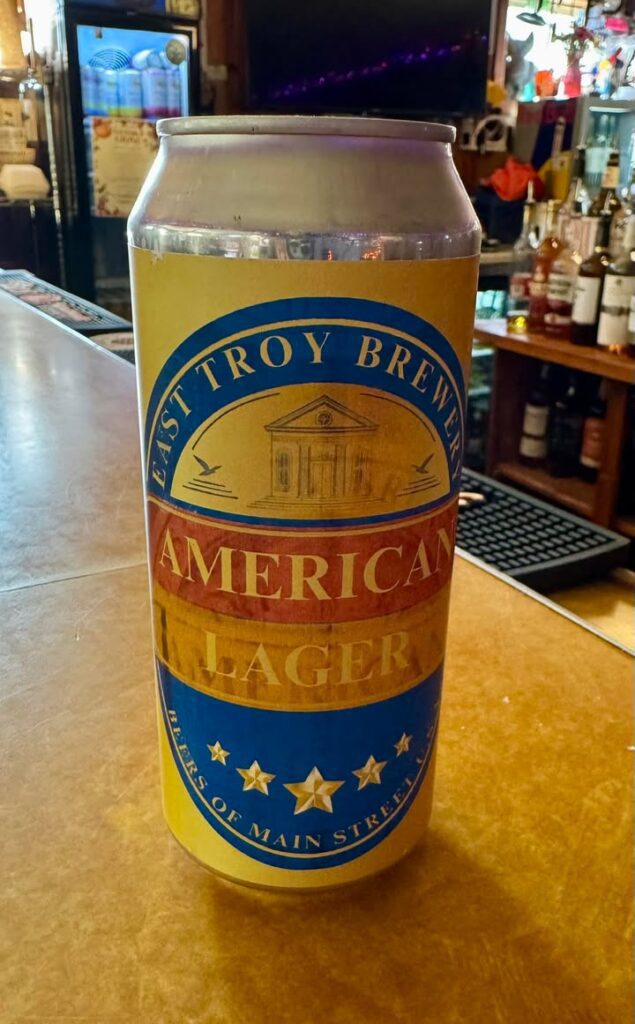 EAST TROY BREWERY
AMERICAN
LAGER
BEERS OF MAIN STREET U.S.A.